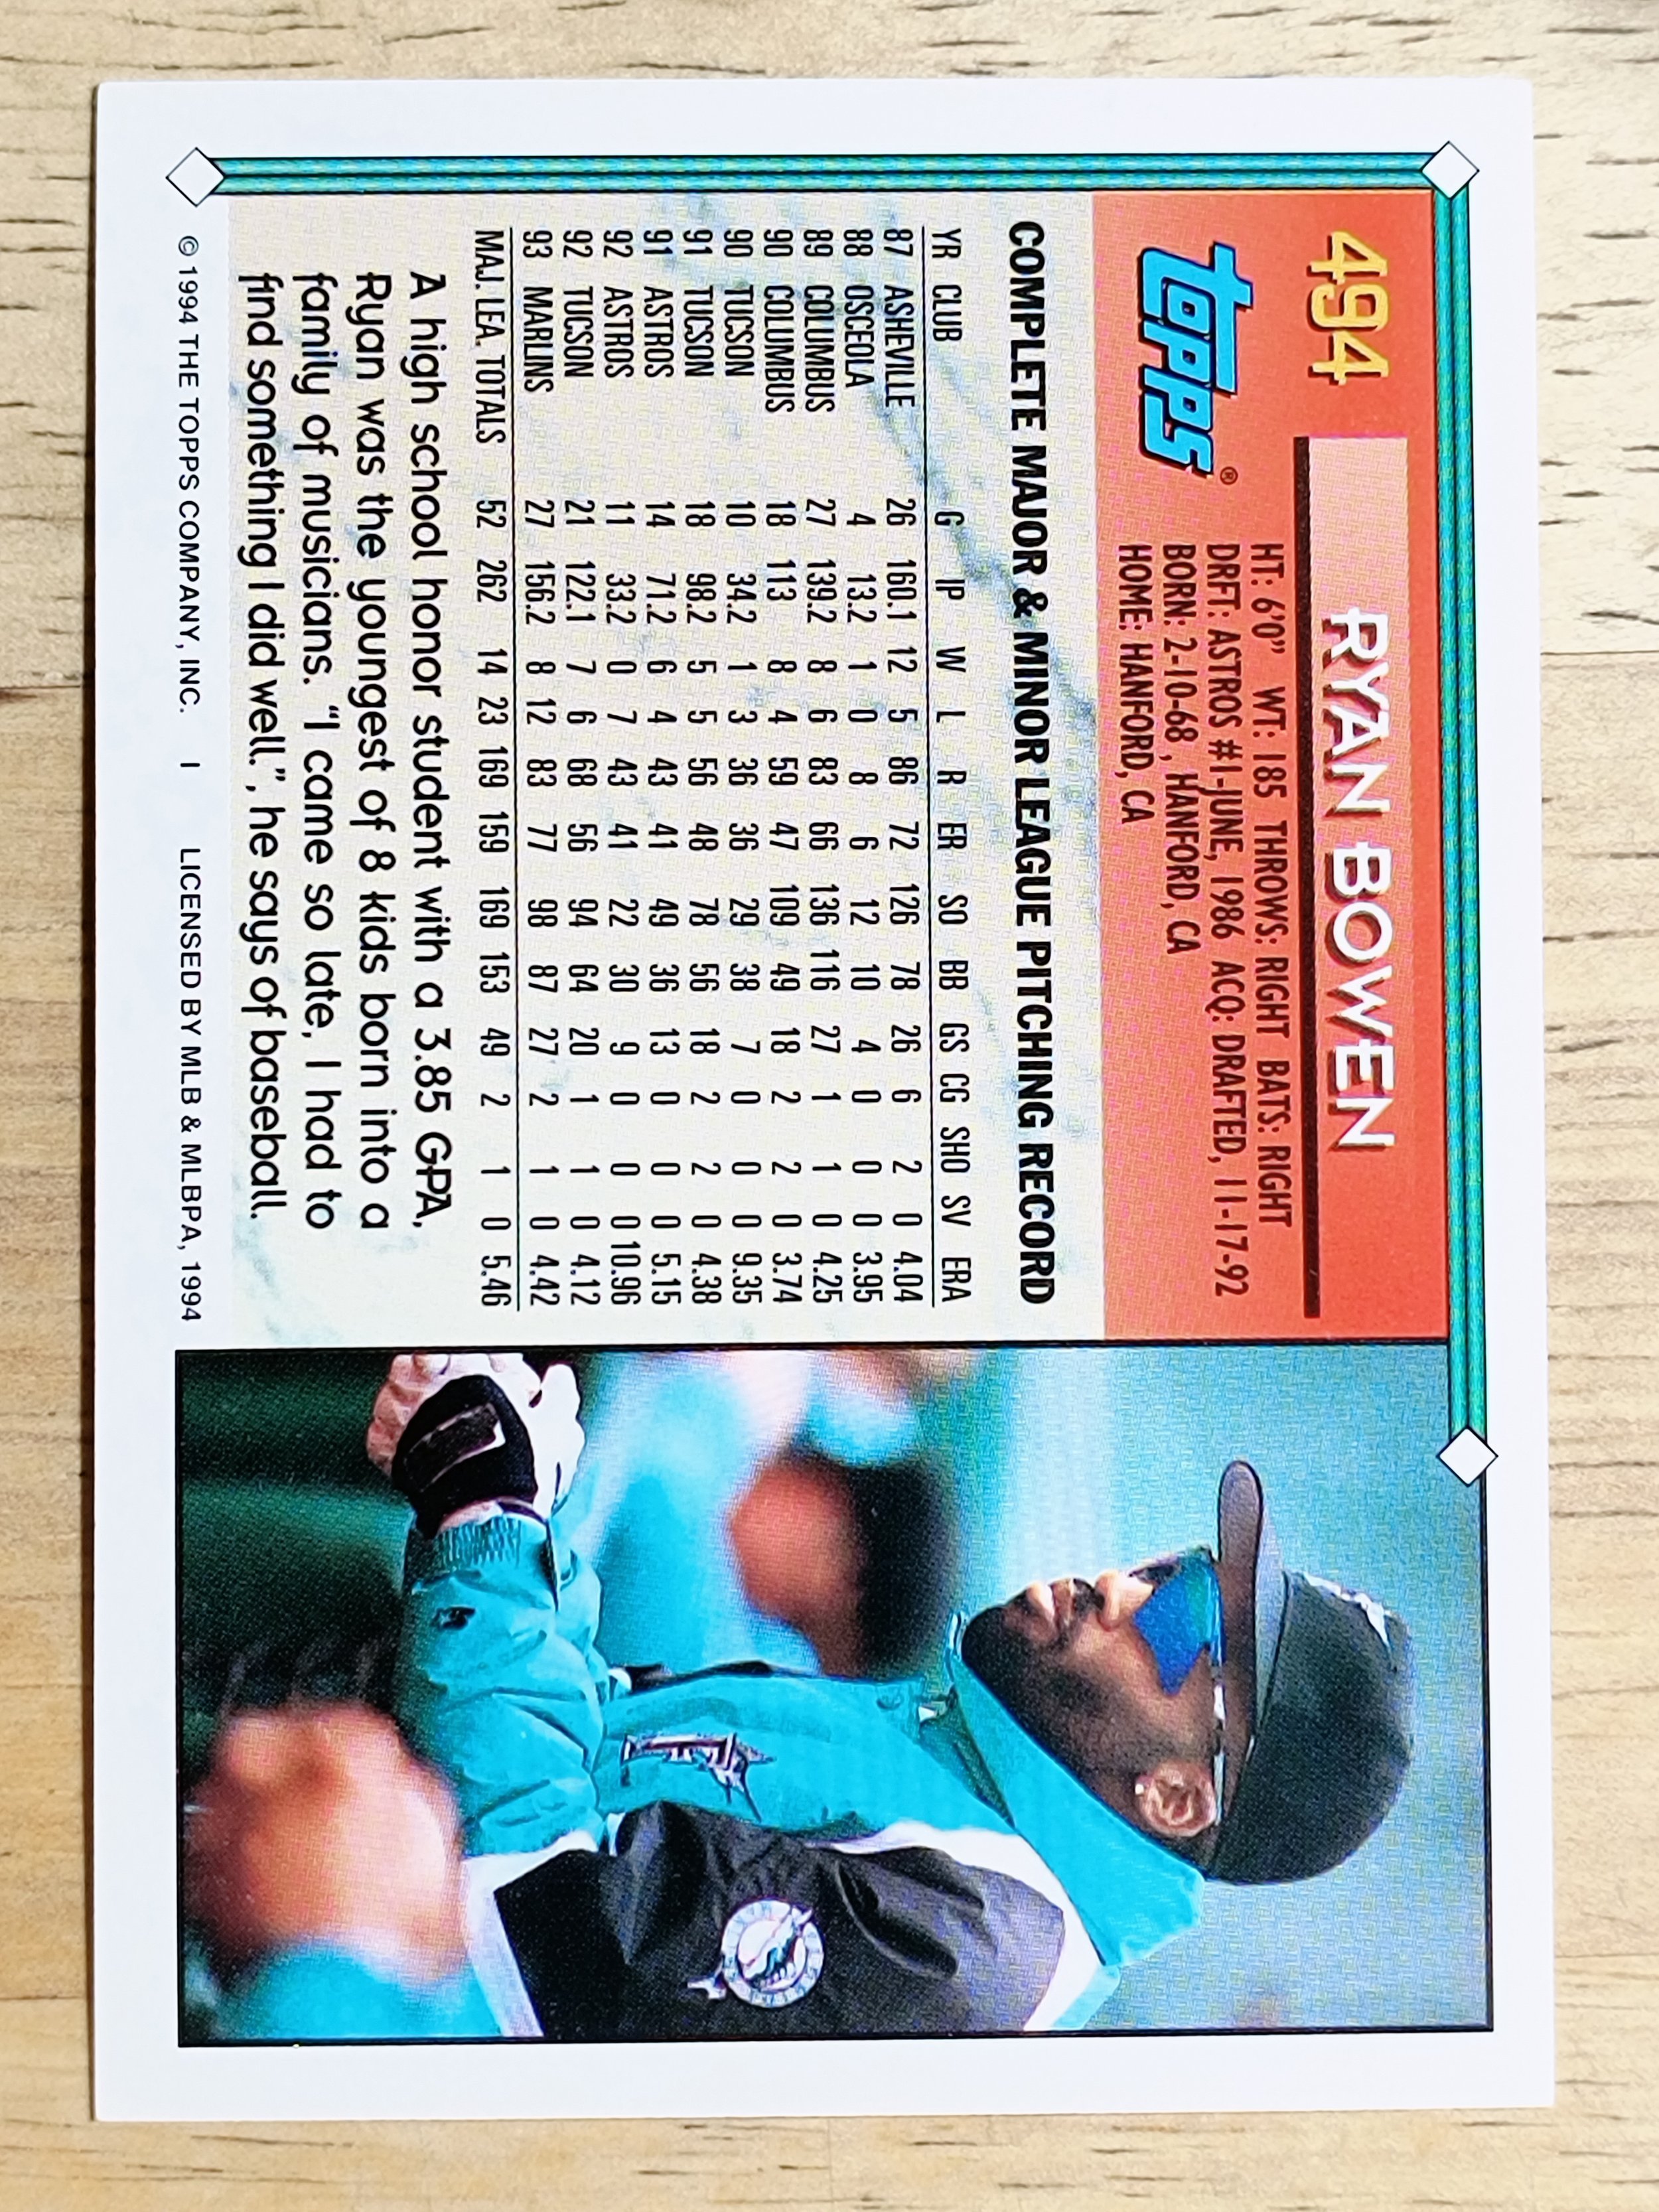 494 RYAN BOWEN
TOPPS®
HT: 6'0" WT: 185 THROWS: RIGHT BATS: RIGHT
DRFT: ASTROS #1-JUNE, 1986 ACQ: DRAFTED, 11-17-92
BORN: 2-10-68, HANFORD, CA
HOME: HANFORD, CA
COMPLETE MAJOR & MINOR LEAGUE PITCHING RECORD
YR CLUB G IP W L R ER SO BB GS CG SHO SV ERA
87 ASHEVILLE 26 160.1 12 5 86 72 126 78 26 6 2 0 4.04
88 OSCEOLA 4 13.2 1 0 8 6 12 10 4 0 0 0 3.95
89 COLUMBUS 27 139.2 8 6 83 66 136 116 27 1 1 0 4.25
90 COLUMBUS 18 113 8 4 59 47 109 49 18 2 2 0 3.74
90 TUCSON 10 34.2 1 3 36 36 29 38 7 0 0 0 9.35
91 TUCSON 18 98.2 5 5 56 48 78 56 18 2 2 0 4.38
91 ASTROS 14 71.2 6 4 43 41 49 36 13 0 0 0 5.15
92 ASTROS 11 33.2 0 7 43 41 22 30 9 0 0 0 10.96
92 TUCSON 21 122.1 7 6 68 56 94 64 20 1 1 0 4.12
93 MARLINS 27 156.2 8 12 83 77 98 87 27 2 1 0 4.42
MAJ. LEA. TOTALS 52 262 14 23 169 159 169 153 49 2 1 0 5.46
A high school honor student with a 3.85 GPA,
Ryan was the youngest of 8 kids born into a
family of musicians. "I came so late, I had to
find something I did well.", he says of baseball.
© 1994 THE TOPPS COMPANY, INC. I LICENSED BY MLB & MLBPA, 1994